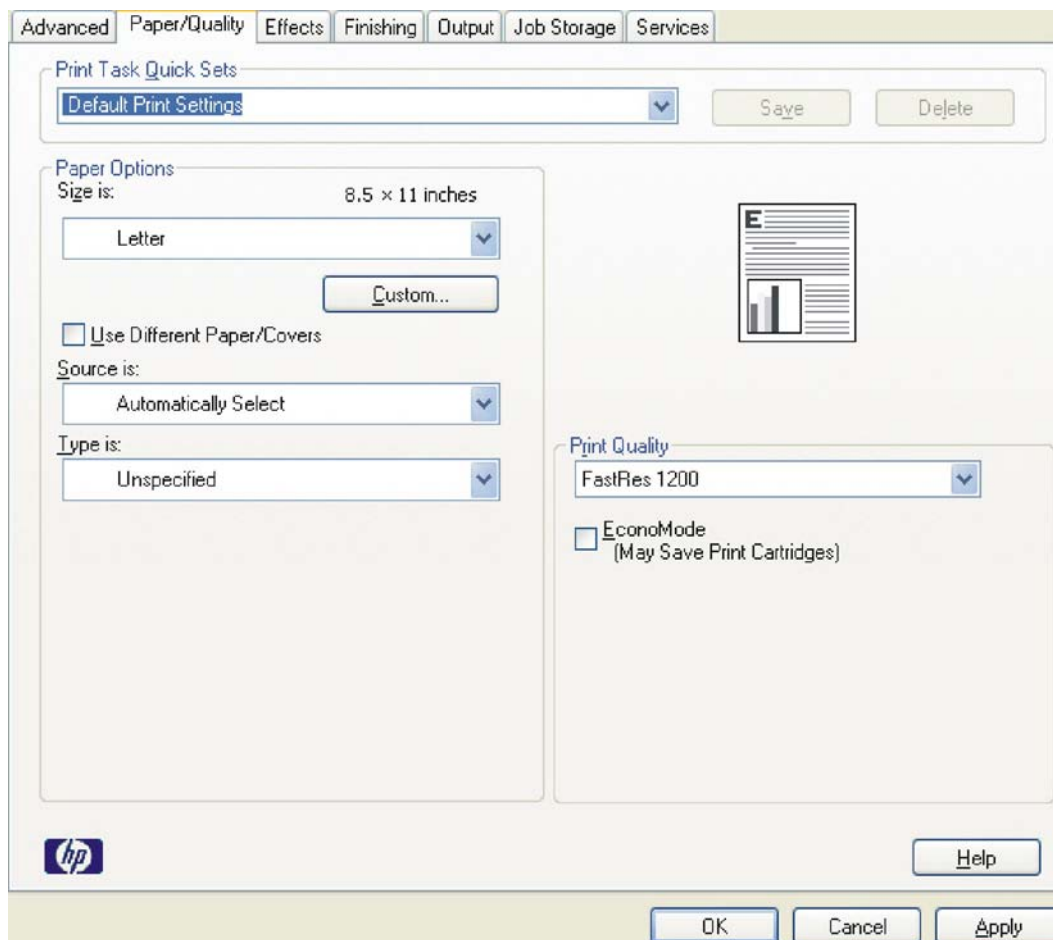 Advanced Paper/Quality Effects Finishing Output Job Storage Services
Print Task Quick Sets
Default Print Settings Save Delete
Paper Options
Size is: 8.5 × 11 inches
Letter
Custom...
Use Different Paper/Covers
Source is:
Automatically Select
Type is:
Unspecified
E
Print Quality
FastRes 1200
EconoMode
(May Save Print Cartridges)
hp
Help
OK Cancel Apply